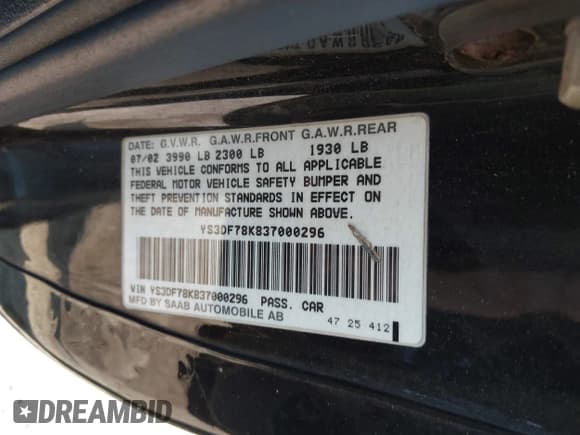 DATE: G.V.W.R. G.A.W.R.FRONT G.A.W.R.REAR
07/02 3990 LB 2300 LB 1930 LB
THIS VEHICLE CONFORMS TO ALL APPLICABLE
FEDERAL MOTOR VEHICLE SAFETY BUMPER AND
THEFT PREVENTION STANDARDS IN EFFECT ON
THE DATE OF MANUFACTURE SHOWN ABOVE.
YS3DF78K837000296
VIN YS3DF78K837000296 PASS. CAR
MFD BY SAAB AUTOMOBILE AB
47 25 412
DREAMBID